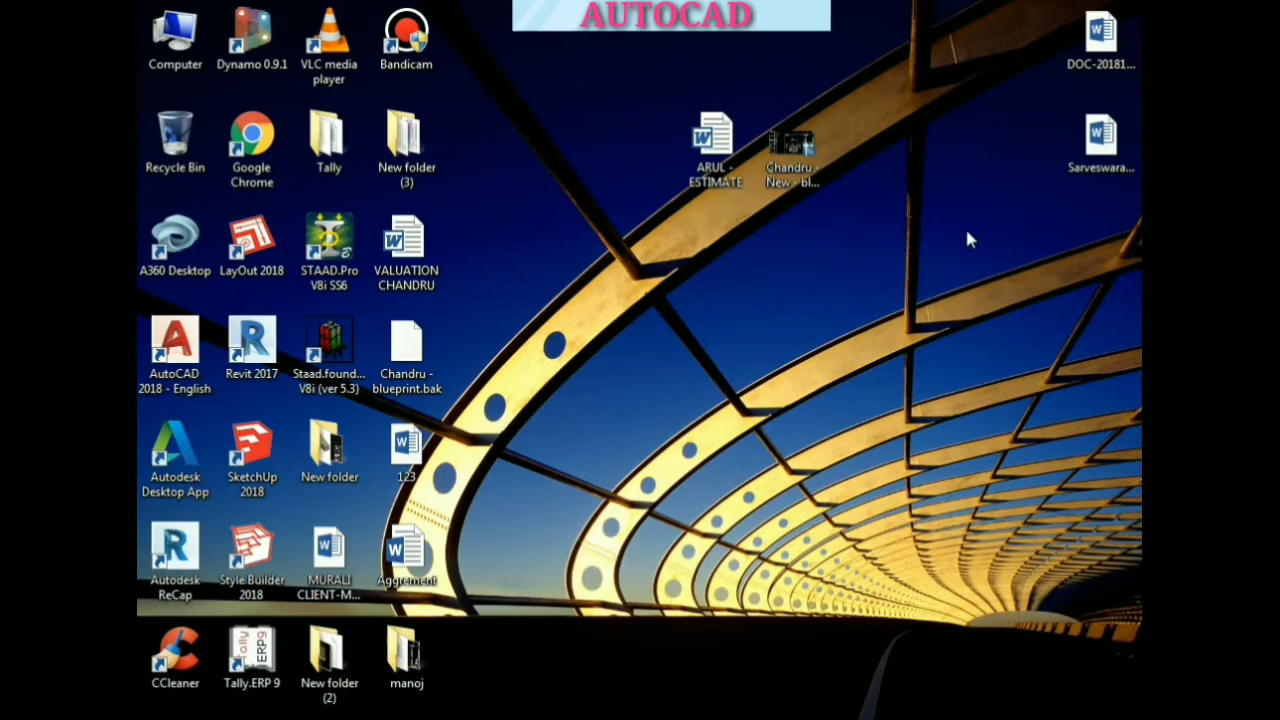 AUTOCAD
Computer
Dynamo 0.9.1
VLC media
player
Bandicam
DOC-20181...
Recycle Bin
Google
Chrome
Tally
New folder
(3)
ARUL -
ESTIMATE
Chandru -
New - bl...
Sarveswara...
A360 Desktop
LayOut 2018
STAAD.Pro
V8i SS6
VALUATION
CHANDRU
AutoCAD
2018 - English
Revit 2017
Staad.found...
V8i (ver 5.3)
Chandru -
blueprint.bak
Autodesk
Desktop App
SketchUp
2018
New folder
123
Autodesk
ReCap
Style Builder
2018
MURALI
CLIENT-M...
Aggrement
CCleaner
Tally
ERP9
Tally.ERP 9
New folder
(2)
manoj